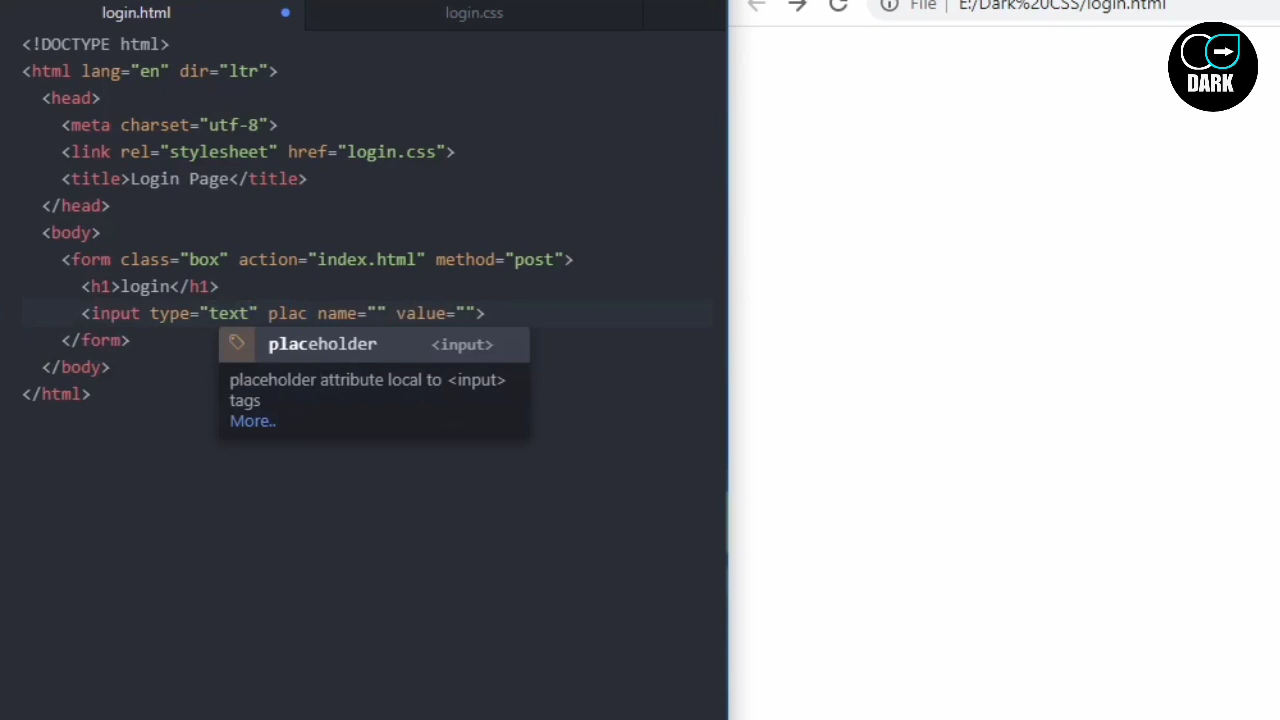 login.html
login.css
File | E:/Dark%20CSS/login.html
DARK
<!DOCTYPE html>
<html lang="en" dir="ltr">
<head>
<meta charset="utf-8">
<link rel="stylesheet" href="login.css">
<title>Login Page</title>
</head>
<body>
<form class="box" action="index.html" method="post">
<h1>login</h1>
<input type="text" plac name="" value="">
</form>
</body>
</html>
placeholder <input>
placeholder attribute local to <input>
tags
More..